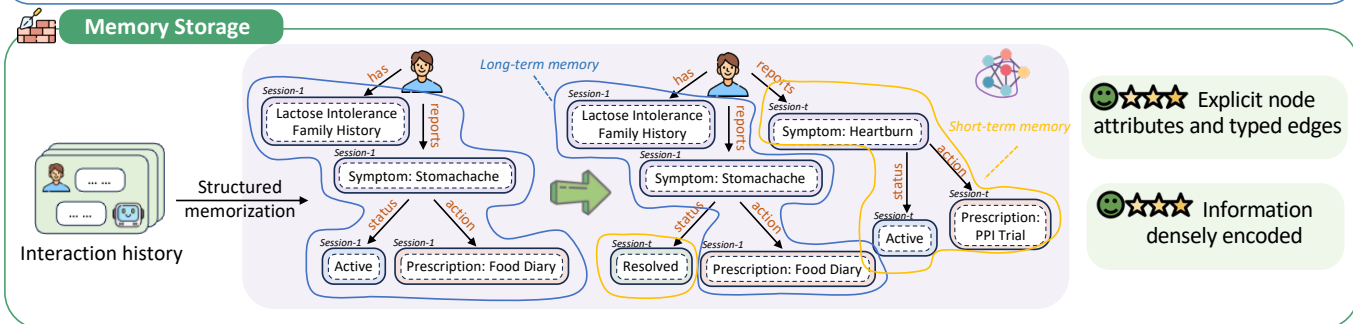 Memory Storage
... ...
... ...
Interaction history
Structured
memorization
has
reports
Session-1
Lactose Intolerance
Family History
Session-1
Symptom: Stomachache
status
action
Session-1
Active
Session-1
Prescription: Food Diary
Long-term memory
has
reports
reports
Session-1
Lactose Intolerance
Family History
Session-t
Symptom: Heartburn
Short-term memory
Session-1
Symptom: Stomachache
status
action
status
action
Session-t
Resolved
Session-1
Prescription: Food Diary
Session-t
Active
Session-t
Prescription:
PPI Trial
Explicit node
attributes and typed edges
Information
densely encoded